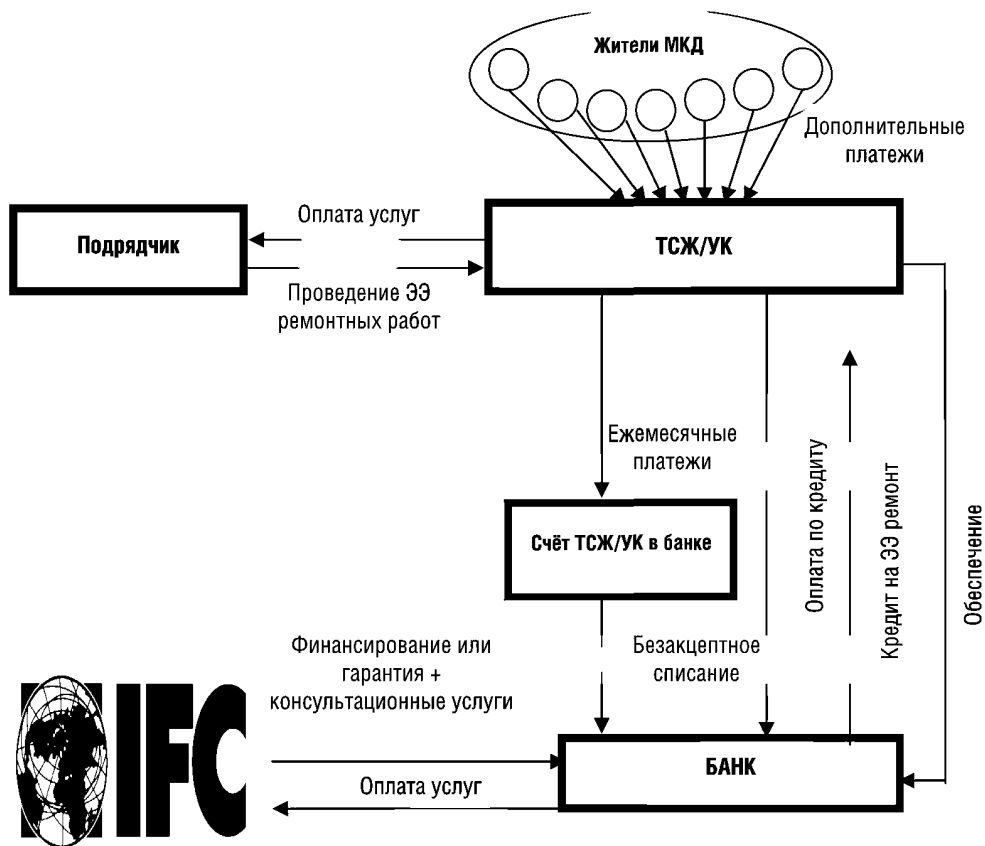 Жители МКД
Дополнительные
платежи
Оплата услуг
Подрядчик
ТСЖ/УК
Проведение ЭЭ
ремонтных работ
Ежемесячные
платежи
Счёт ТСЖ/УК в банке
Оплата по кредиту
Кредит на ЭЭ ремонт
Обеспечение
Финансирование или
гарантия +
консультационные услуги
Безакцептное
списание
IFC
БАНК
Оплата услуг